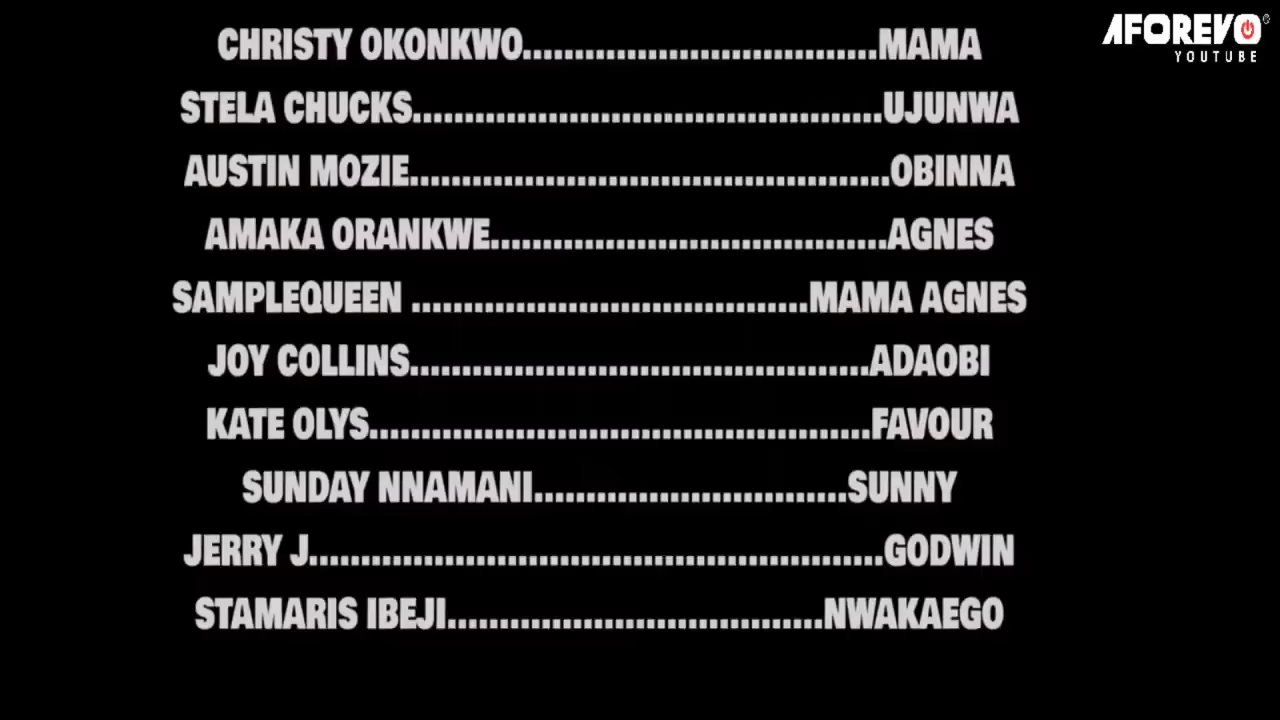 AFOREVO®
YOUTUBE
CHRISTY OKONKWO..................................MAMA
STELA CHUCKS.............................................UJUNWA
AUSTIN MOZIE..............................................OBINNA
AMAKA ORANKWE......................................AGNES
SAMPLEQUEEN ......................................MAMA AGNES
JOY COLLINS............................................ADAOBI
KATE OLYS................................................FAVOUR
SUNDAY NNAMANI..............................SUNNY
JERRY J.......................................................GODWIN
STAMARIS IBEJI....................................NWAKAEGO